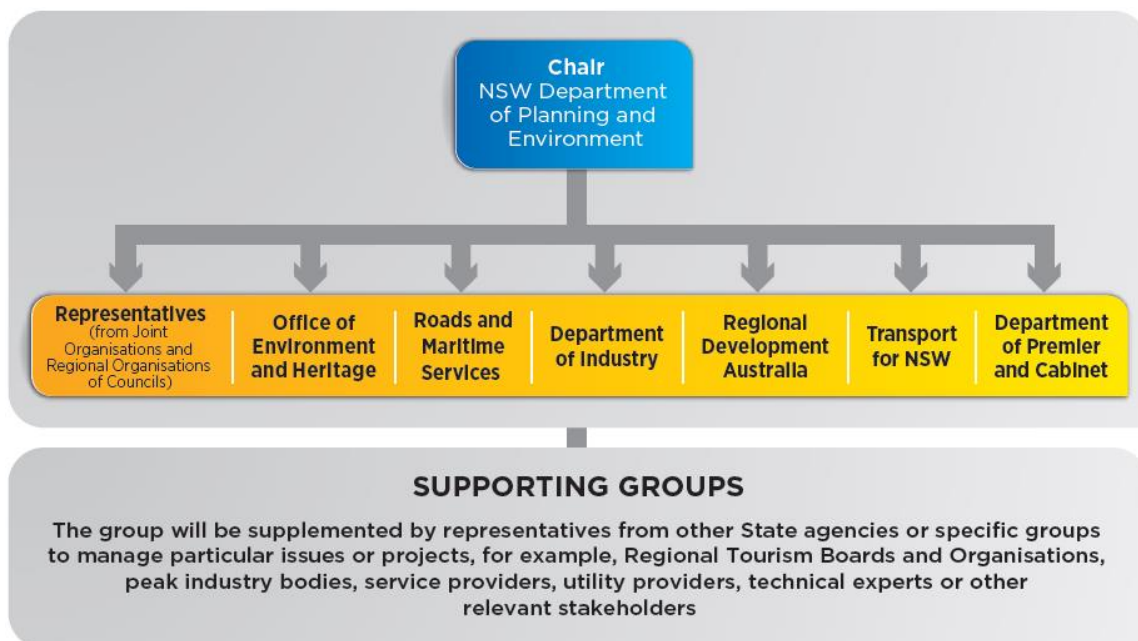 Chair
NSW Department
of Planning and
Environment
Representatives
(from Joint
Organisations and
Regional Organisations
of Councils)
Office of
Environment
and Heritage
Roads and
Maritime
Services
Department
of Industry
Regional
Development
Australia
Transport
for NSW
Department
of Premier
and Cabinet
SUPPORTING GROUPS
The group will be supplemented by representatives from other State agencies or specific groups
to manage particular issues or projects, for example, Regional Tourism Boards and Organisations,
peak industry bodies, service providers, utility providers, technical experts or other
relevant stakeholders